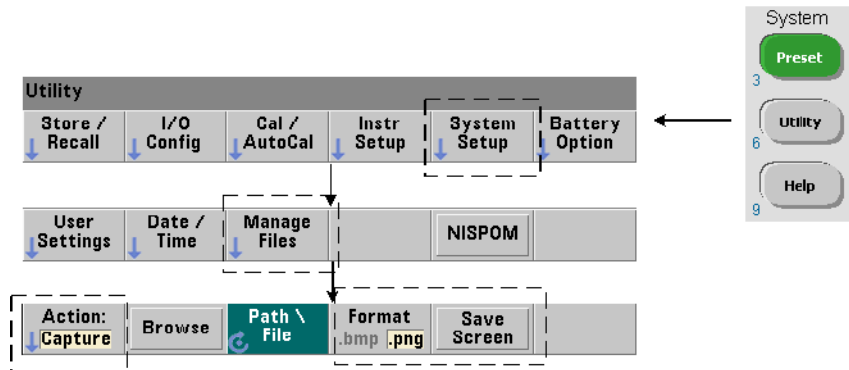 System
Preset
3
Utility
Store / Recall
I/O Config
Cal / AutoCal
Instr Setup
System Setup
Battery Option
Utility
6
User Settings
Date / Time
Manage Files
NISPOM
Help
9
Action: Capture
Browse
Path \ File
Format .bmp .png
Save Screen